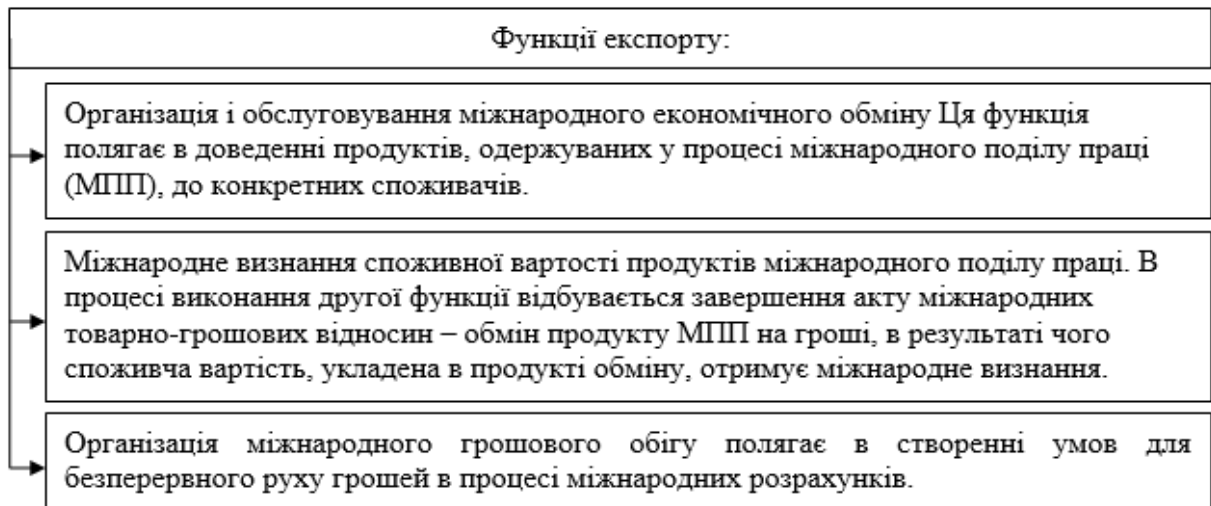 Функції експорту:
Організація і обслуговування міжнародного економічного обміну Ця функція
полягає в доведенні продуктів, одержуваних у процесі міжнародного поділу праці
(МПП), до конкретних споживачів.
Міжнародне визнання споживної вартості продуктів міжнародного поділу праці. В
процесі виконання другої функції відбувається завершення акту міжнародних
товарно-грошових відносин – обмін продукту МПП на гроші, в результаті чого
споживча вартість, укладена в продукті обміну, отримує міжнародне визнання.
Організація міжнародного грошового обігу полягає в створенні умов для
безперервного руху грошей в процесі міжнародних розрахунків.